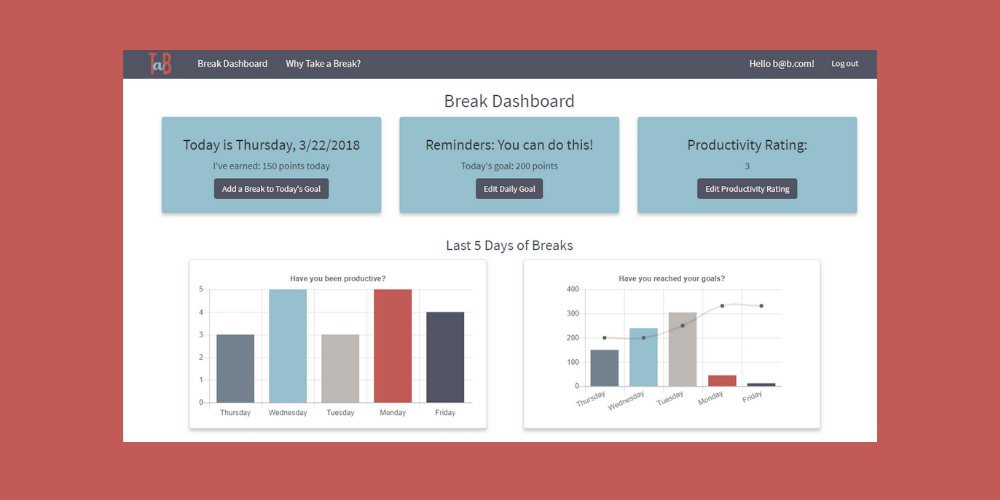 TaB Break Dashboard Why Take a Break? Hello b@b.com! Log out
Break Dashboard
Today is Thursday, 3/22/2018
I've earned: 150 points today
Add a Break to Today's Goal
Reminders: You can do this!
Today's goal: 200 points
Edit Daily Goal
Productivity Rating:
3
Edit Productivity Rating
Last 5 Days of Breaks
Have you been productive?
5
4
3
2
1
0
Thursday Wednesday Tuesday Monday Friday
Have you reached your goals?
400
300
200
100
0
Thursday Wednesday Tuesday Monday Friday